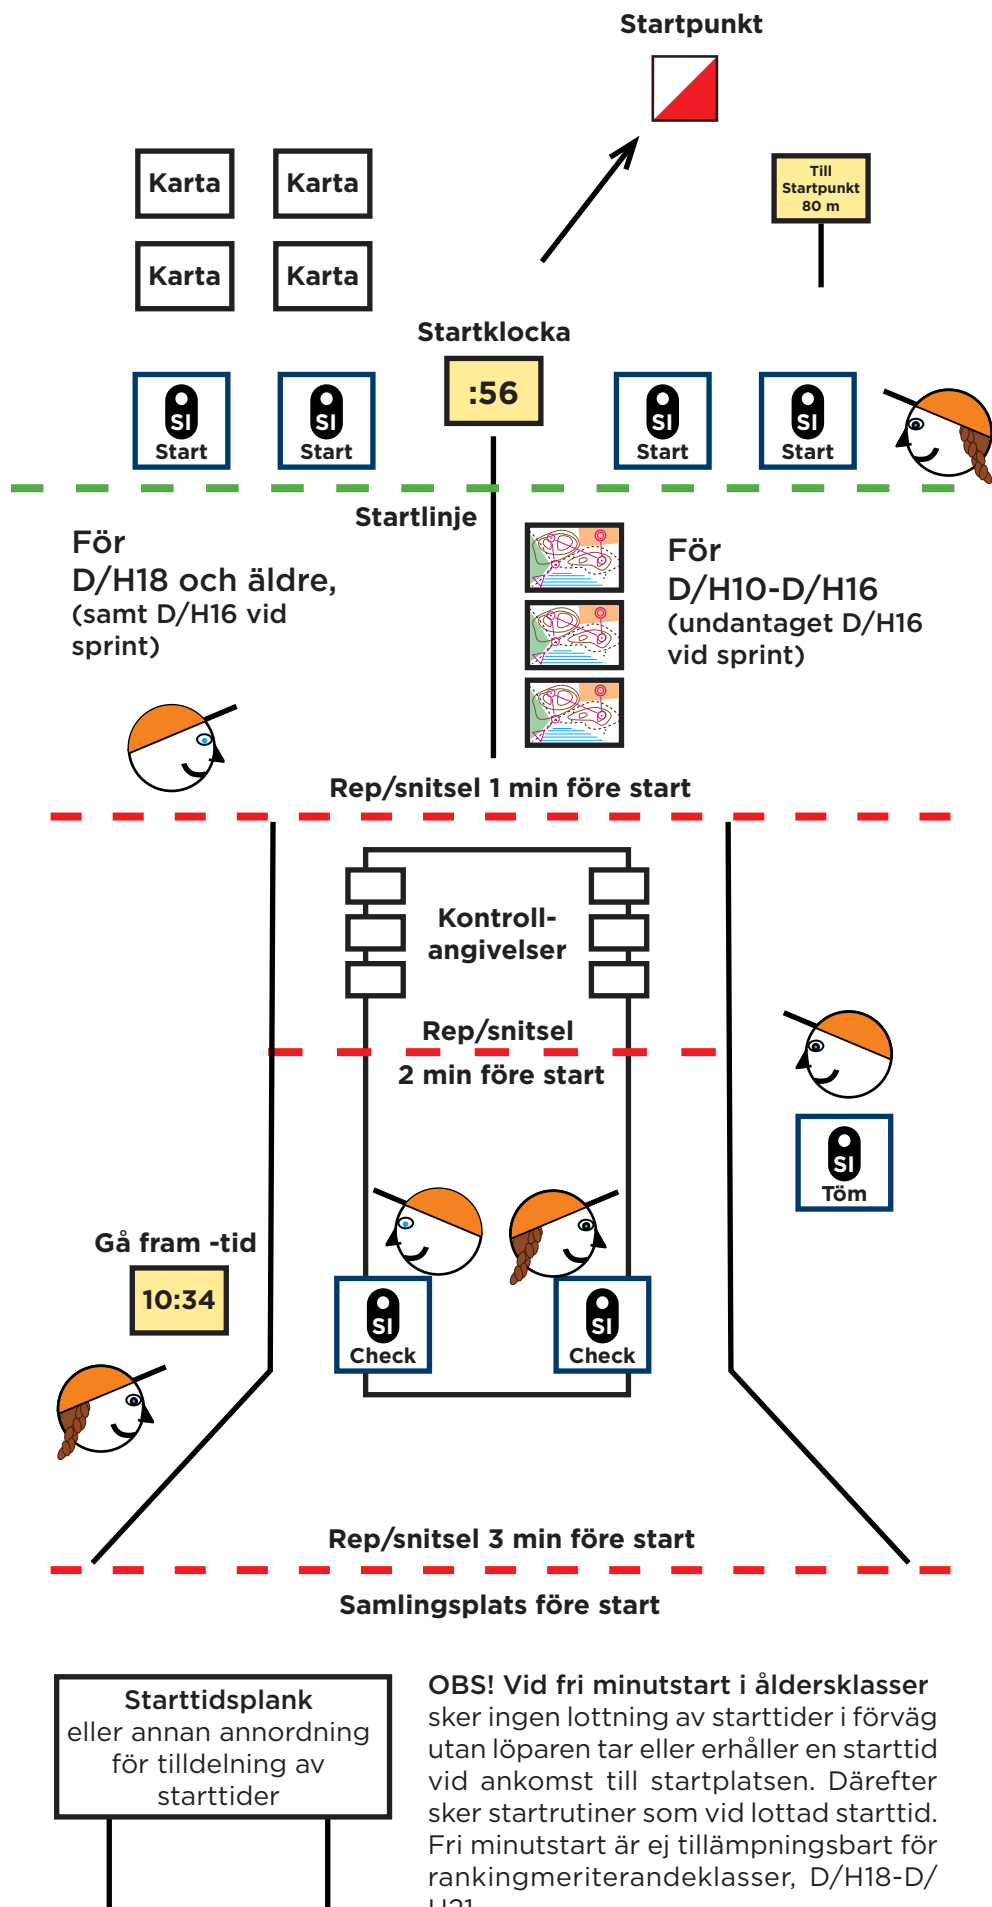 Startpunkt
Till
Startpunkt
80 m
Karta
Karta
Karta
Karta
Startklocka
:56
SI
Start
SI
Start
SI
Start
SI
Start
Startlinje
För
D/H18 och äldre,
(samt D/H16 vid
sprint)
För
D/H10-D/H16
(undantaget D/H16
vid sprint)
Rep/snitsel 1 min före start
Kontroll-
angivelser
Rep/snitsel
2 min före start
SI
Töm
Gå fram -tid
10:34
SI
Check
SI
Check
Rep/snitsel 3 min före start
Samlingsplats före start
Starttidsplank
eller annan annordning
för tilldelning av
starttider
OBS! Vid fri minutstart i åldersklasser
sker ingen lottning av starttider i förväg
utan löparen tar eller erhåller en starttid
vid ankomst till startplatsen. Därefter
sker startrutiner som vid lottad starttid.
Fri minutstart är ej tillämpningsbart för
rankingmeriterandeklasser, D/H18-D/